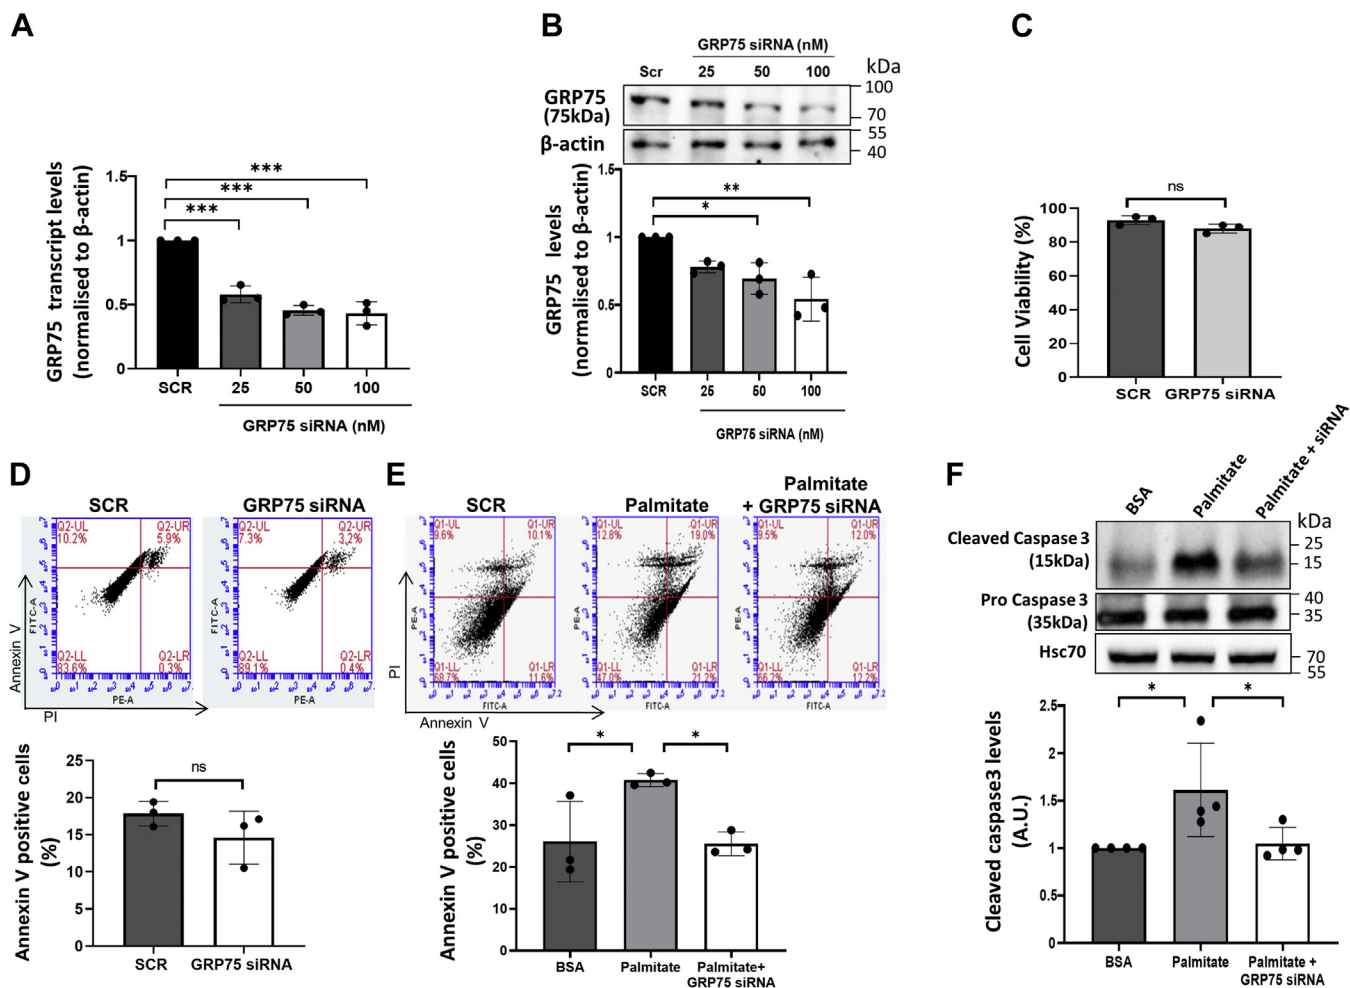 A
GRP75 transcript levels
(normalised to β-actin)
1.5
1
0.5
0
***
***
***
SCR
25
50
100
GRP75 siRNA (nM)
B
GRP75 siRNA (nM)
Scr
25
50
100
kDa
GRP75
(75kDa)
100
70
β-actin
55
40
GRP75 levels
(normalised to β-actin)
1.5
1.0
0.5
0
**
*
SCR
25
50
100
GRP75 siRNA (nM)
C
Cell Viability (%)
100
80
60
40
20
0
ns
SCR
GRP75 siRNA
D
SCR
GRP75 siRNA
Q2-UL
10.2%
Q2-UR
5.9%
Q2-LL
83.6%
Q2-LR
0.3%
FITC-A
PE-A
Q2-UL
7.3%
Q2-UR
3.2%
Q2-LL
89.1%
Q2-LR
0.4%
FITC-A
PE-A
Annexin V
PI
Annexin V positive cells
(%)
25
20
15
10
5
0
ns
SCR
GRP75 siRNA
E
SCR
Palmitate
Palmitate
+ GRP75 siRNA
Q1-UL
9.6%
Q1-UR
10.1%
Q1-LL
68.7%
Q1-LR
11.6%
PE-A
FITC-A
Q1-UL
12.8%
Q1-UR
19.0%
Q1-LL
47.0%
Q1-LR
21.2%
PE-A
FITC-A
Q1-UL
9.5%
Q1-UR
12.0%
Q1-LL
66.2%
Q1-LR
12.2%
PE-A
FITC-A
PI
Annexin V
Annexin V positive cells
(%)
50
40
30
20
10
0
*
*
BSA
Palmitate
Palmitate+
GRP75 siRNA
F
BSA
Palmitate
Palmitate + siRNA
kDa
Cleaved Caspase 3
(15kDa)
25
15
Pro Caspase 3
(35kDa)
40
35
Hsc70
70
55
Cleaved caspase3 levels
(A.U.)
2.5
2
1.5
1
0.5
0
*
*
BSA
Palmitate
Palmitate +
GRP75 siRNA